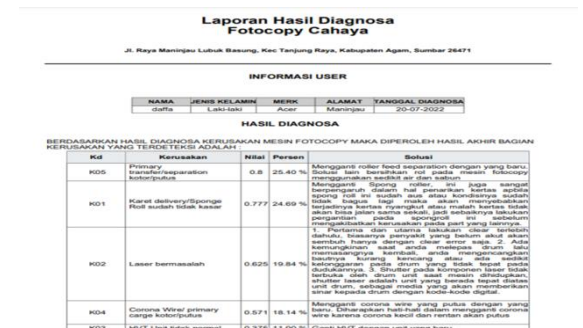 Laporan Hasil Diagnosa
Fotocopy Cahaya
Jl. Raya Maninjau Lubuk Basung, Kec Tanjung Raya, Kabupaten Agam, Sumbar 26471
INFORMASI USER
NAMA JENIS KELAMIN MERK ALAMAT TANGGAL DIAGNOSA
daffa Laki-laki Acer Maninjau 20-07-2022
HASIL DIAGNOSA
BERDASARKAN HASIL DIAGNOSA KERUSAKAN MESIN FOTOCOPY MAKA DIPEROLEH HASIL AKHIR BAGIAN
KERUSAKAN YANG TERDETEKSI ADALAH :
Kd Kerusakan Nilai Persen Solusi
K05 Primary transfer/separation kotor/putus 0.8 25.40 % Mengganti roller feed separation dengan yang baru.
Solusi lain bersihkan rol pada mesin fotocopy
menggunakan sedikit air dan sabun
K01 Karet delivery/Sponge Roll sudah tidak kasar 0.777 24.69 % Mengganti Spong roller, ini juga sangat
berpengaruh dalam hal penarikan kertas apbila
spong roll ini sudah aus atau kondisinya sudah
tidak bagus lagi maka akan menyebabkan
terjadinya kertas nyangkut atau malah kertas tidak
akan bisa jalan sama sekali, jadi sebaiknya lakukan
pergantian pada spongroll ini sebelum
mengakibatkan kerusakan pada part yang lainnya.
K02 Laser bermasalah 0.625 19.84 % 1. Pertama dan utama lakukan clear terlebih
dahulu, biasanya penyakit yang belum akut akan
sembuh hanya dengan clear error saja. 2. Ada
kemungkinan saat anda melepas drum lalu
memasangnya kembali, anda mengencangkan
bautnya kurang kencang atau ada sedikit
kelonggaran pada drum yang tidak tepat pada
dudukannya. 3. Shutter pada komponen laser tidak
terbuka oleh drum unit saat mesin dihidupkan,
shutter laser adalah unit yang berada tepat diatas
unit drum, sebagai media yang akan memberikan
sinar kepada drum dengan kode-kode digital.
K04 Corona Wire/ primary carge kotor/putus 0.571 18.14 % Mengganti corona wire yang putus dengan yang
baru. Diharapkan hati-hati dalam mengganti corona
wire karena corona kecil dan rentan akan putus